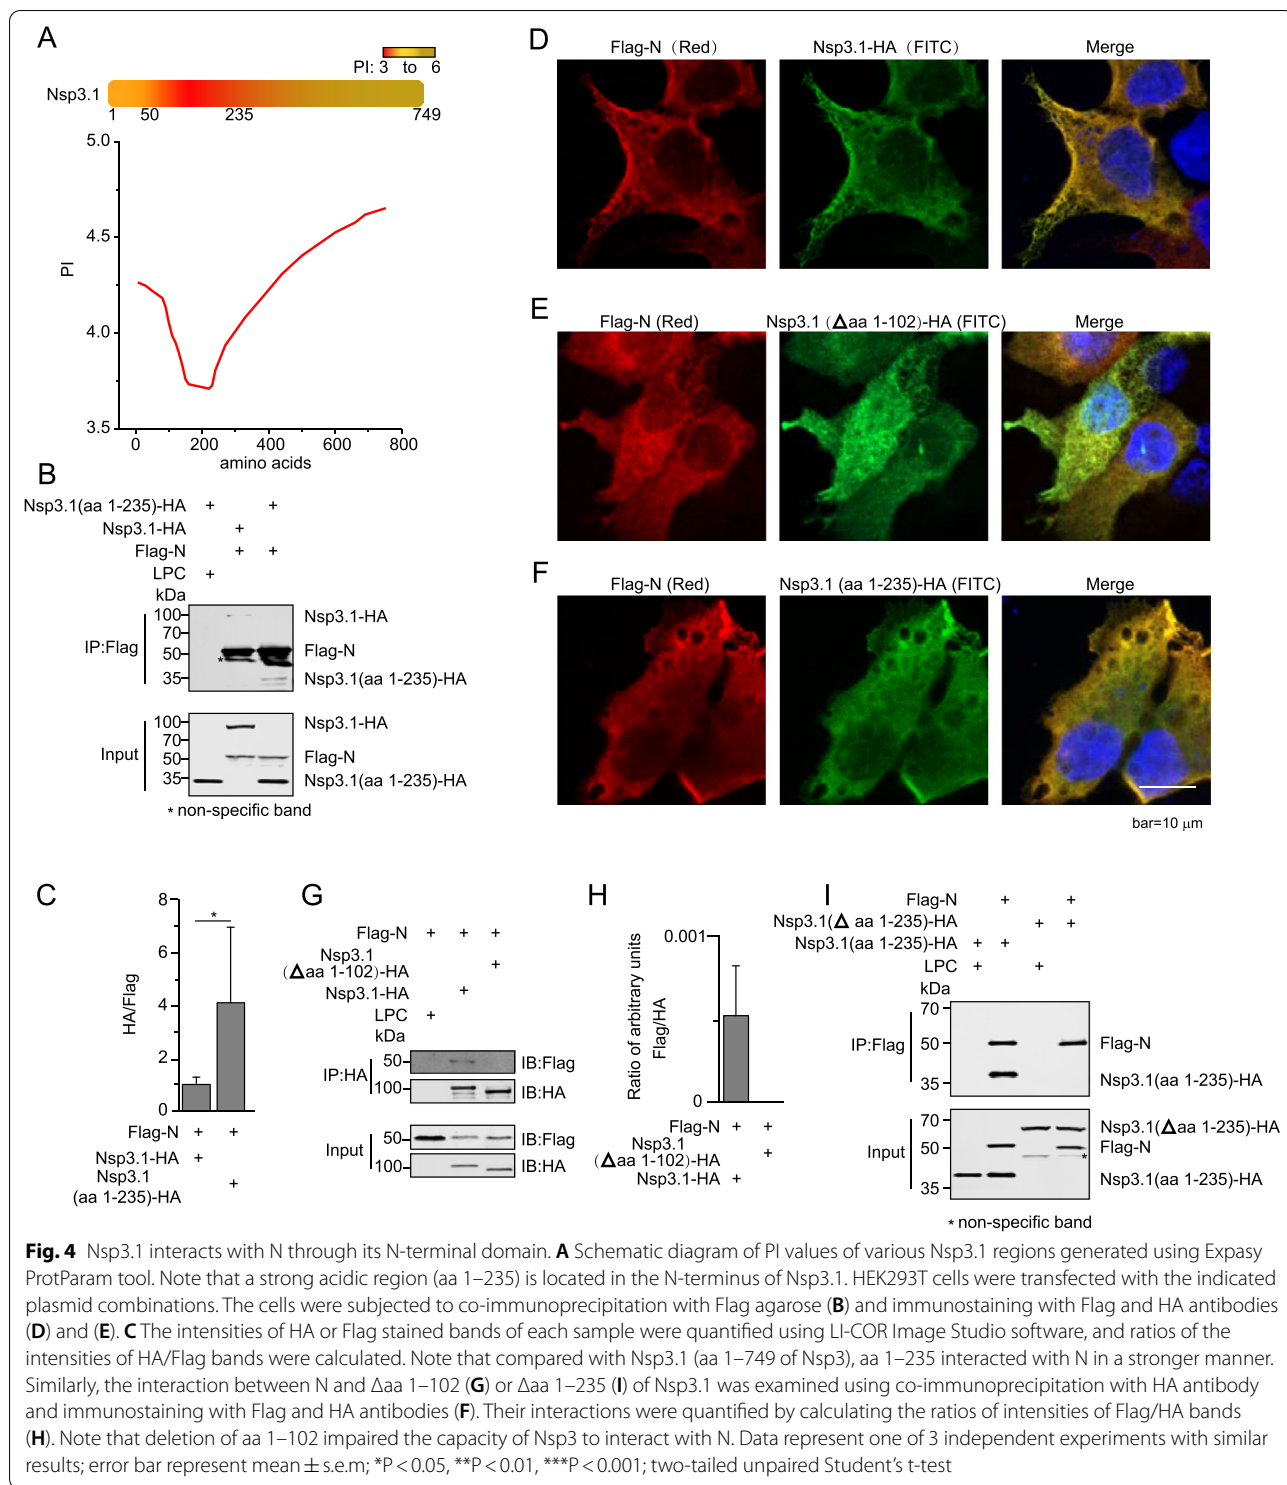 A
PI: 3 to 6
Nsp3.1
1 50 235 749
5.0
4.5
PI
4.0
3.5
0 200 400 600 800
amino acids
B
Nsp3.1(aa 1-235)-HA + +
Nsp3.1-HA +
Flag-N + +
LPC +
kDa
100 Nsp3.1-HA
70
IP:Flag 50 Flag-N
*
35 Nsp3.1(aa 1-235)-HA
100 Nsp3.1-HA
70
Input 50 Flag-N
35 Nsp3.1(aa 1-235)-HA
* non-specific band
D
Flag-N (Red) Nsp3.1-HA (FITC) Merge
E
Flag-N (Red) Nsp3.1 (Δaa 1-102)-HA (FITC) Merge
F
Flag-N (Red) Nsp3.1 (aa 1-235)-HA (FITC) Merge
bar=10 μm
C
8
6
4
2
0
HA/Flag
*
Flag-N + +
Nsp3.1-HA +
Nsp3.1
(aa 1-235)-HA +
G
Flag-N + + +
Nsp3.1
(Δaa 1-102)-HA +
Nsp3.1-HA +
LPC +
kDa
IP:HA 50 IB:Flag
100 IB:HA
Input 50 IB:Flag
100 IB:HA
H
0.001
Ratio of arbitrary units
Flag/HA
0
Flag-N + +
Nsp3.1
(Δaa 1-102)-HA +
Nsp3.1-HA +
I
Flag-N + +
Nsp3.1(Δ aa 1-235)-HA + +
Nsp3.1(aa 1-235)-HA + +
LPC + +
kDa
70
IP:Flag 50 Flag-N
35 Nsp3.1(aa 1-235)-HA
70 Nsp3.1(Δaa 1-235)-HA
Input 50 Flag-N
*
35 Nsp3.1(aa 1-235)-HA
* non-specific band
Fig. 4 Nsp3.1 interacts with N through its N-terminal domain. A Schematic diagram of PI values of various Nsp3.1 regions generated using Expasy
ProtParam tool. Note that a strong acidic region (aa 1–235) is located in the N-terminus of Nsp3.1. HEK293T cells were transfected with the indicated
plasmid combinations. The cells were subjected to co-immunoprecipitation with Flag agarose (B) and immunostaining with Flag and HA antibodies
(D) and (E). C The intensities of HA or Flag stained bands of each sample were quantified using LI-COR Image Studio software, and ratios of the
intensities of HA/Flag bands were calculated. Note that compared with Nsp3.1 (aa 1–749 of Nsp3), aa 1–235 interacted with N in a stronger manner.
Similarly, the interaction between N and Δaa 1–102 (G) or Δaa 1–235 (I) of Nsp3.1 was examined using co-immunoprecipitation with HA antibody
and immunostaining with Flag and HA antibodies (F). Their interactions were quantified by calculating the ratios of intensities of Flag/HA bands
(H). Note that deletion of aa 1–102 impaired the capacity of Nsp3 to interact with N. Data represent one of 3 independent experiments with similar
results; error bar represent mean ± s.e.m; *P < 0.05, **P < 0.01, ***P < 0.001; two-tailed unpaired Student's t-test